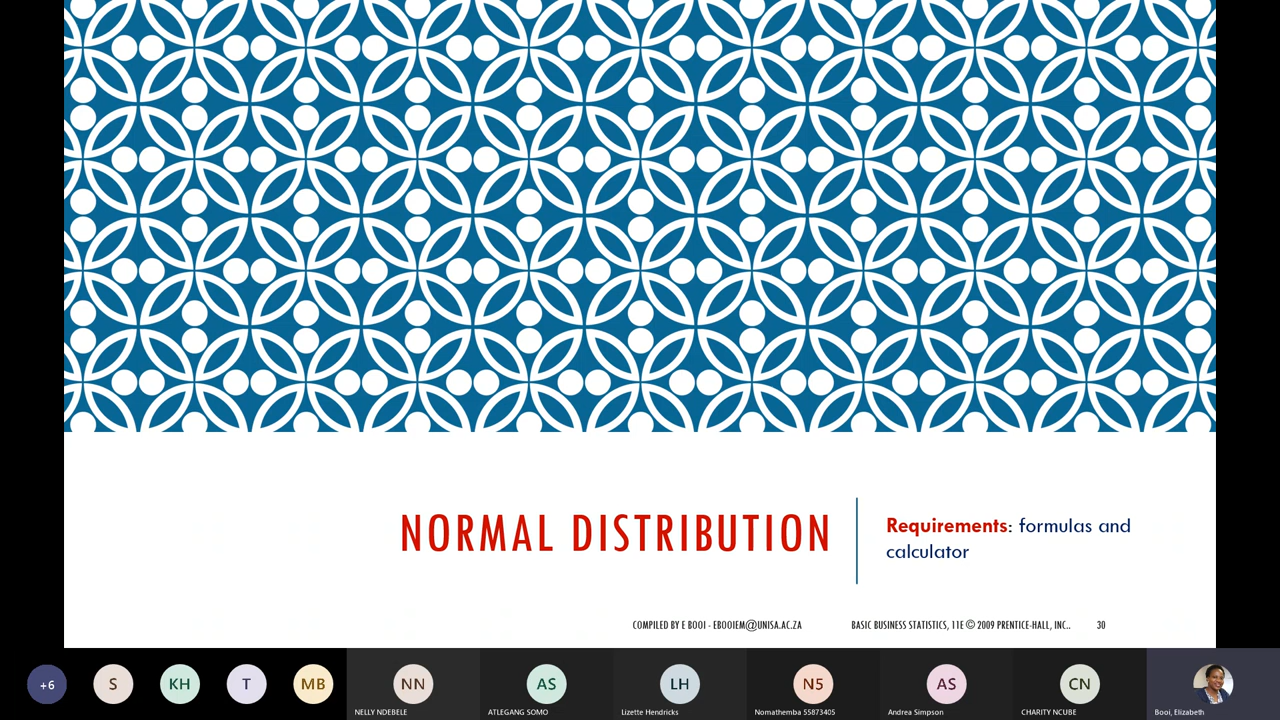 NORMAL DISTRIBUTION
Requirements: formulas and
calculator
COMPILED BY E BOOI - EBOOIEM@UNISA.AC.ZA
BASIC BUSINESS STATISTICS, 11E © 2009 PRENTICE-HALL, INC..
30
+6
S
KH
T
MB
NN
AS
LH
N5
AS
CN
NELLY NDEBELE
ATLEGANG SOMO
Lizette Hendricks
Nomathemba 55873405
Andrea Simpson
CHARITY NCUBE
Booi, Elizabeth